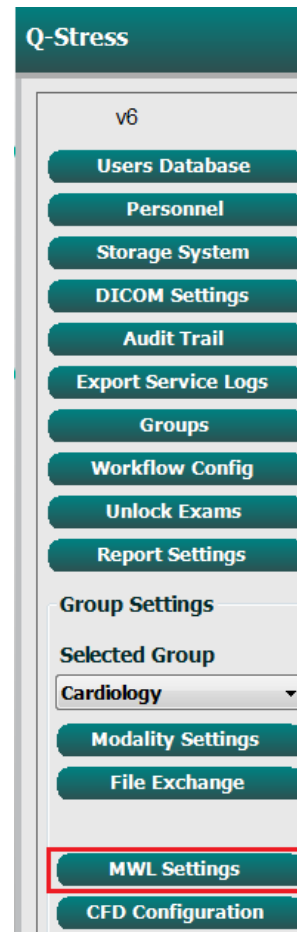 Q-Stress
v6
Users Database
Personnel
Storage System
DICOM Settings
Audit Trail
Export Service Logs
Groups
Workflow Config
Unlock Exams
Report Settings
Group Settings
Selected Group
Cardiology
Modality Settings
File Exchange
MWL Settings
CFD Configuration